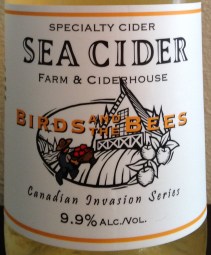 SPECIALTY CIDER
SEA CIDER
FARM & CIDERHOUSE
BIRDS AND THE BEES
Canadian Invasion Series
9.9% ALC./VOL.